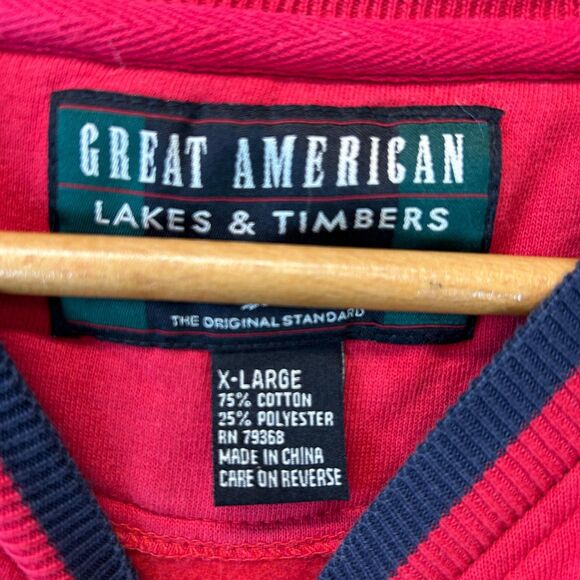 GREAT AMERICAN
LAKES & TIMBERS
THE ORIGINAL STANDARD
X-LARGE
75% COTTON
25% POLYESTER
RN 79368
MADE IN CHINA
CARE ON REVERSE